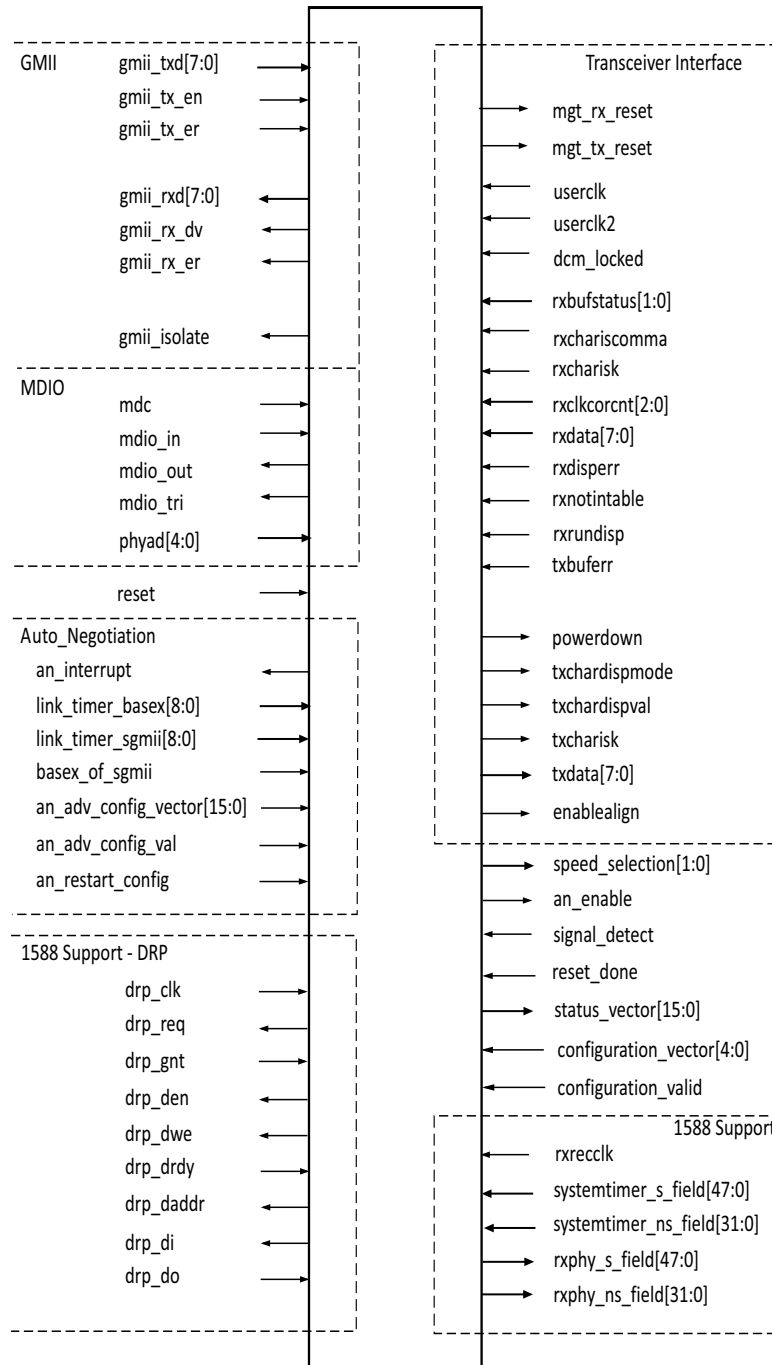 GMII
gmii_txd[7:0]
gmii_tx_en
gmii_tx_er
gmii_rxd[7:0]
gmii_rx_dv
gmii_rx_er
gmii_isolate
MDIO
mdc
mdio_in
mdio_out
mdio_tri
phyad[4:0]
reset
Auto_Negotiation
an_interrupt
link_timer_basex[8:0]
link_timer_sgmii[8:0]
basex_of_sgmii
an_adv_config_vector[15:0]
an_adv_config_val
an_restart_config
1588 Support - DRP
drp_clk
drp_req
drp_gnt
drp_den
drp_dwe
drp_drdy
drp_daddr
drp_di
drp_do
Transceiver Interface
mgt_rx_reset
mgt_tx_reset
userclk
userclk2
dcm_locked
rxbufstatus[1:0]
rxchariscomma
rxcharisk
rxclkcorcnt[2:0]
rxdata[7:0]
rxdisperr
rxnotintable
rxrundisp
txbuferr
powerdown
txchardispmode
txchardispval
txcharisk
txdata[7:0]
enablealign
speed_selection[1:0]
an_enable
signal_detect
reset_done
status_vector[15:0]
configuration_vector[4:0]
configuration_valid
1588 Support
rxrecclk
systemtimer_s_field[47:0]
systemtimer_ns_field[31:0]
rxphy_s_field[47:0]
rxphy_ns_field[31:0]